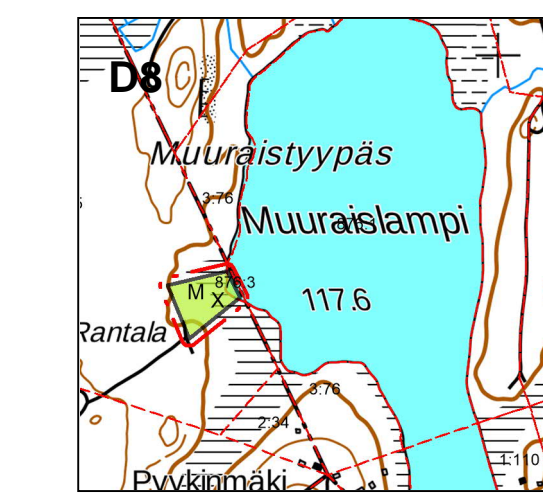 D8
Muuraistyypäs
3:76
Muuraislampi
876:3
M
X
117.6
Rantala
3:76
2:34
1:110
Pyykinmäki